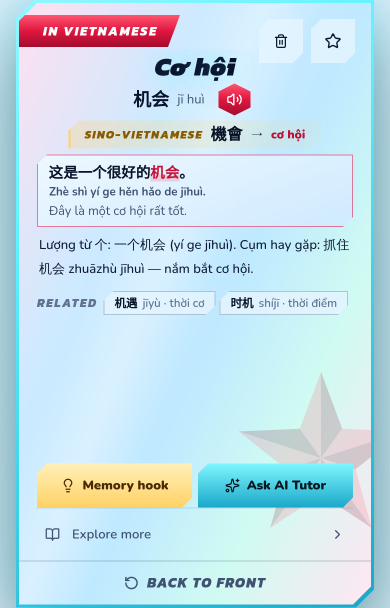 IN VIETNAMESE
Cơ hội
机会 jī huì
SINO-VIETNAMESE 機會 → cơ hội
这是一个很好的机会。
Zhè shì yí ge hěn hǎo de jīhuì.
Đây là một cơ hội rất tốt.
Lượng từ 个: 一个机会 (yí ge jīhuì). Cụm hay gặp: 抓住
机会 zhuāzhù jīhuì — nắm bắt cơ hội.
RELATED 机遇 jīyù · thời cơ 时机 shíjī · thời điểm
Memory hook Ask AI Tutor
Explore more
BACK TO FRONT